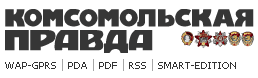 КОМСОМОЛЬСКАЯ
ПРАВДА
WAP-GPRS | PDA | PDF | RSS | SMART-EDITION